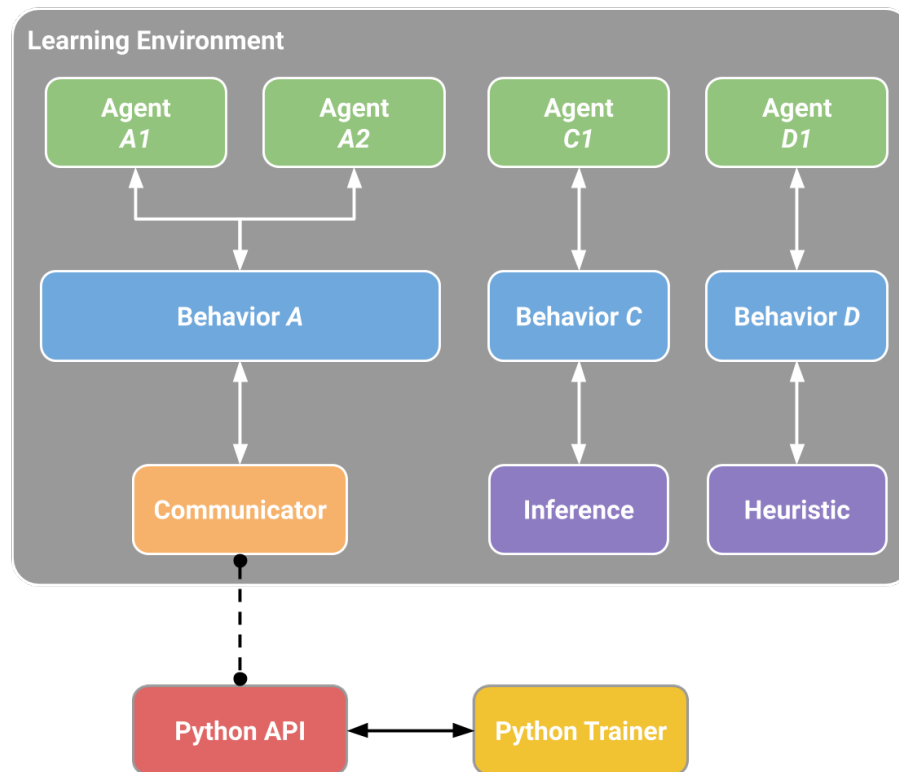 Learning Environment
Agent
A1
Agent
A2
Agent
C1
Agent
D1
Behavior A
Behavior C
Behavior D
Communicator
Inference
Heuristic
Python API
Python Trainer